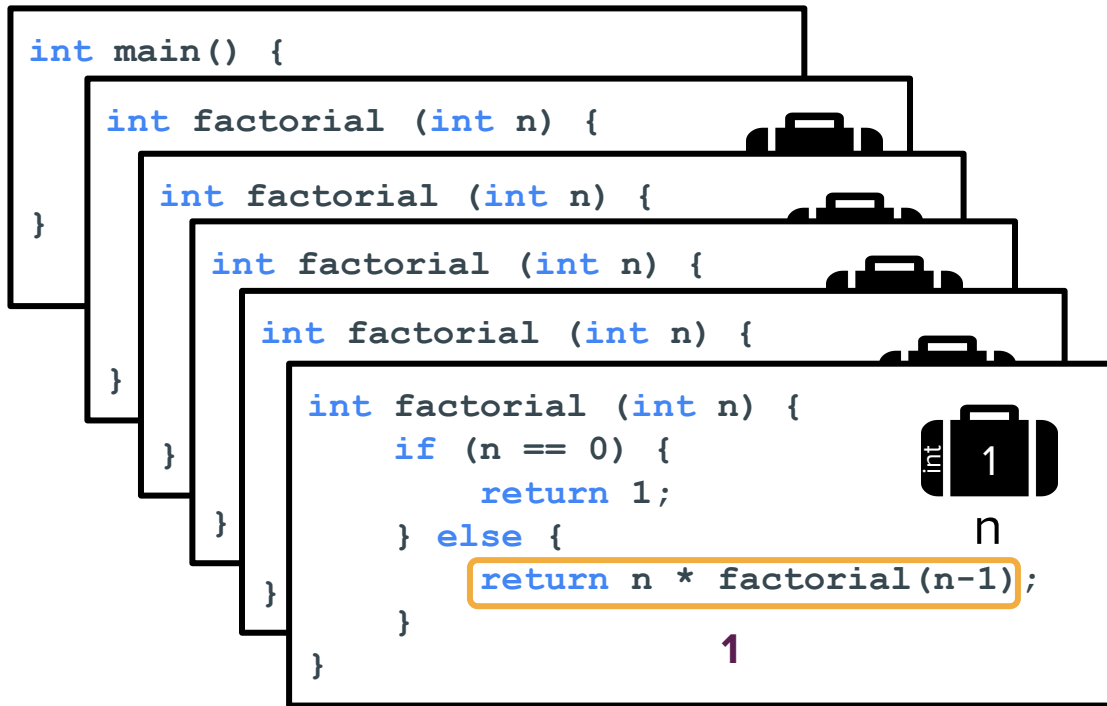 int main() {
int factorial (int n) {
int factorial (int n) {
}
int factorial (int n) {
int factorial (int n) {
}
int factorial (int n) {
if (n == 0) {
int
1
}
return 1;
}
} else {
n
return n * factorial(n-1);
}
}
1
}